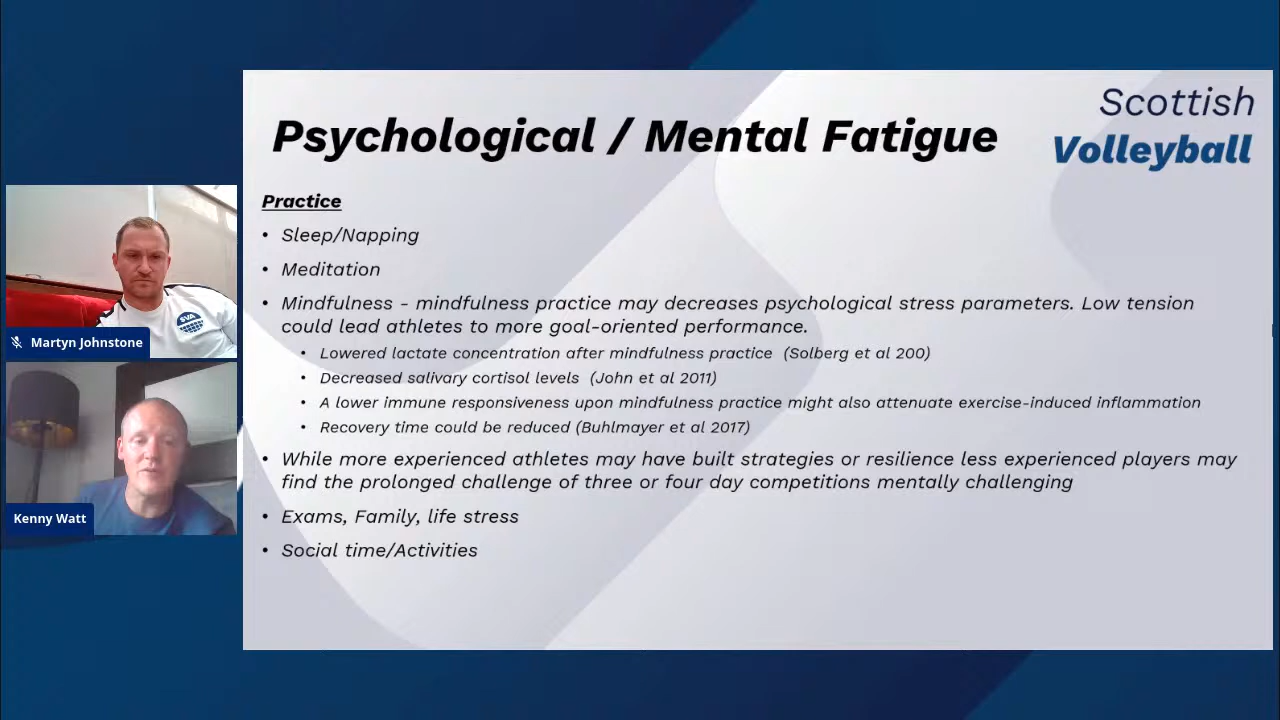 Scottish
Volleyball
Psychological / Mental Fatigue
Practice
• Sleep/Napping
• Meditation
• Mindfulness - mindfulness practice may decreases psychological stress parameters. Low tension
could lead athletes to more goal-oriented performance.
• Lowered lactate concentration after mindfulness practice (Solberg et al 200)
• Decreased salivary cortisol levels (John et al 2011)
• A lower immune responsiveness upon mindfulness practice might also attenuate exercise-induced inflammation
• Recovery time could be reduced (Buhlmayer et al 2017)
• While more experienced athletes may have built strategies or resilience less experienced players may
find the prolonged challenge of three or four day competitions mentally challenging
• Exams, Family, life stress
• Social time/Activities
SVA
Martyn Johnstone
Kenny Watt